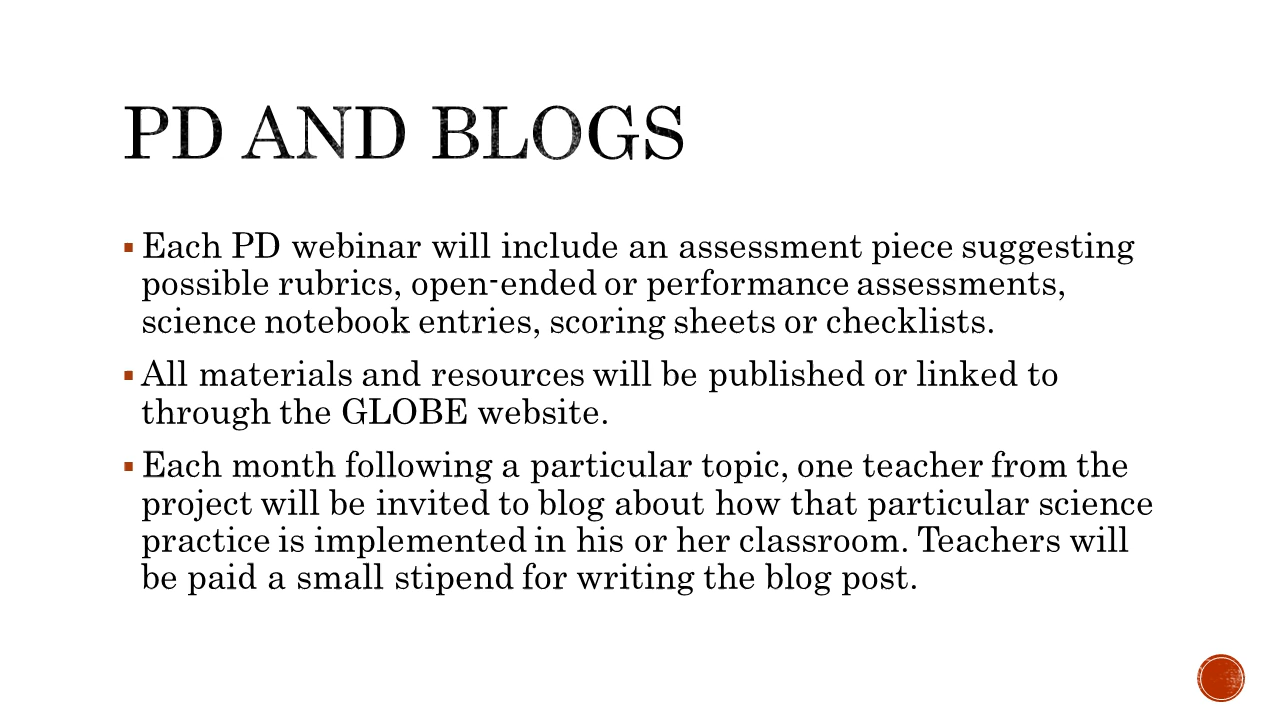 PD AND BLOGS
▪ Each PD webinar will include an assessment piece suggesting
possible rubrics, open-ended or performance assessments,
science notebook entries, scoring sheets or checklists.
▪ All materials and resources will be published or linked to
through the GLOBE website.
▪ Each month following a particular topic, one teacher from the
project will be invited to blog about how that particular science
practice is implemented in his or her classroom. Teachers will
be paid a small stipend for writing the blog post.